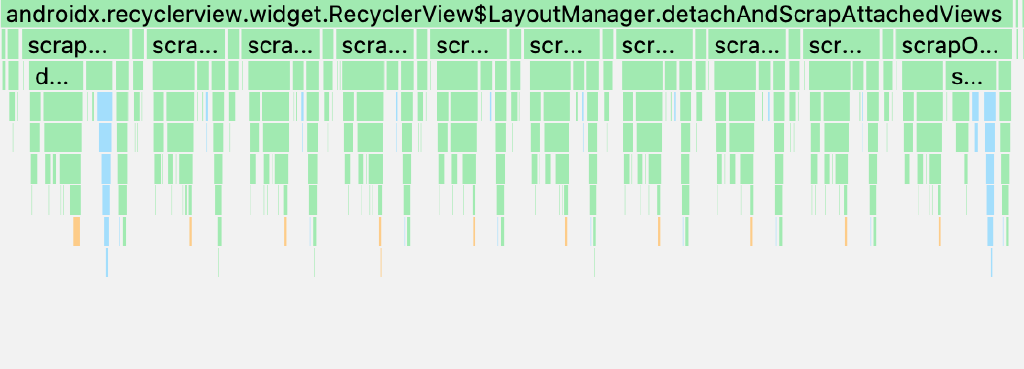 androidx.recyclerview.widget.RecyclerView$LayoutManager.detachAndScrapAttachedViews
scrap... scra... scra... scra... scr... scr... scr... scra... scr... scrapO...
d... s...